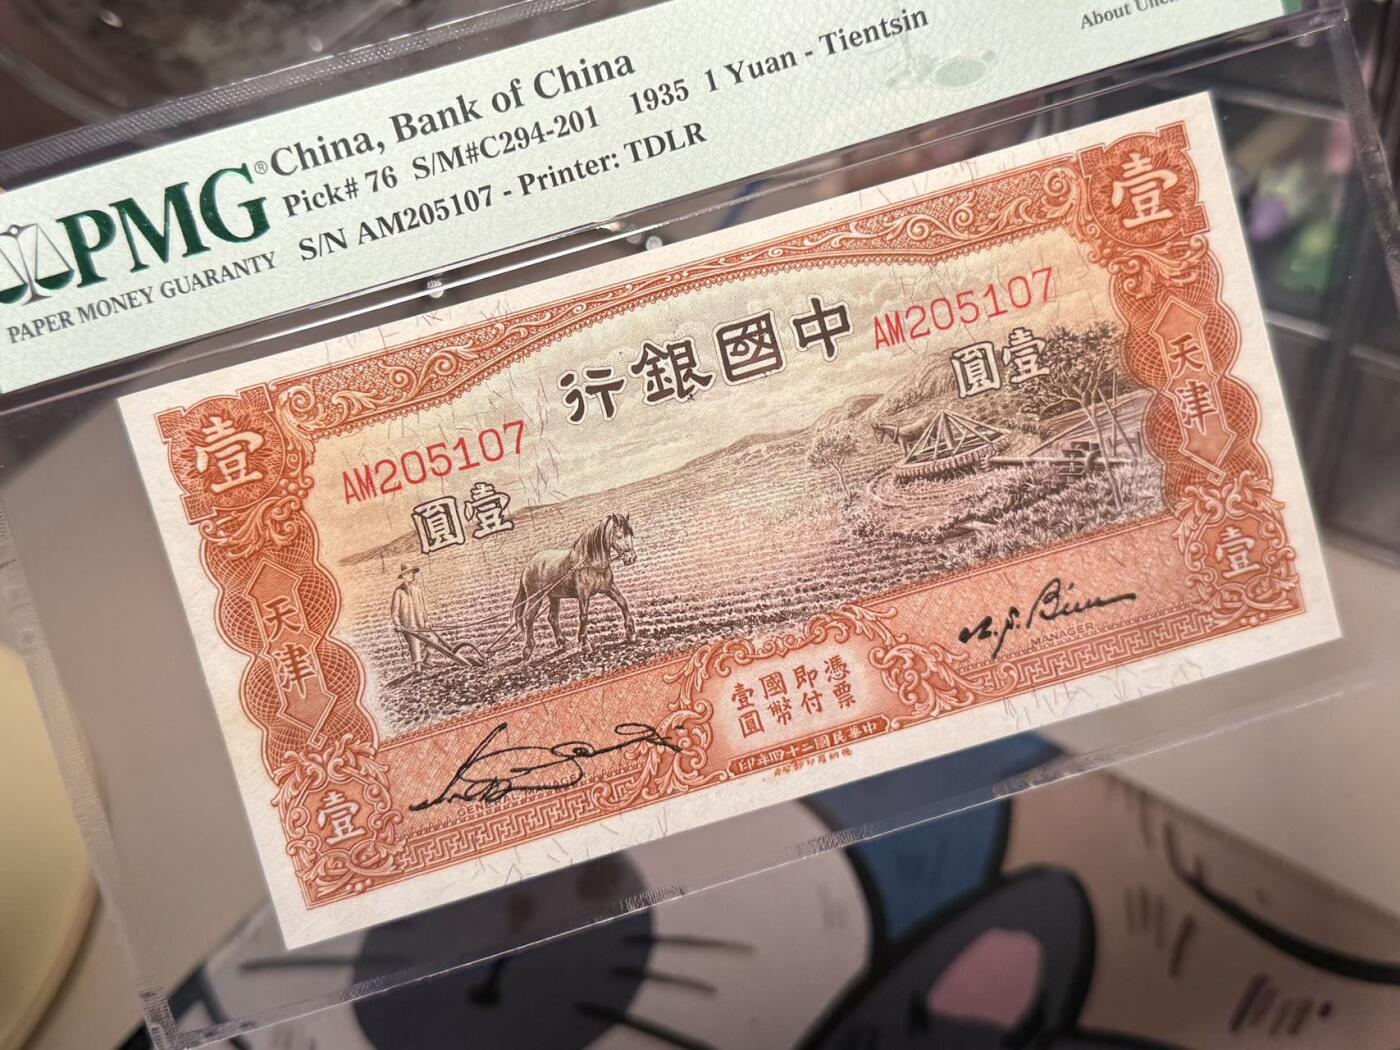 China, Bank of China
Pick# 76 S/M#C294-201 1935 1 Yuan - Tientsin
S/N AM205107 - Printer: TDLR
About
PMG®
PAPER MONEY GUARANTY
壹
壹
中國銀行
AM205107
AM205107
壹圓
壹圓
天津
天津
憑票
即付
國幣
壹圓
GENERAL MANAGER
MANAGER
壹
壹
中華民國二十四年印